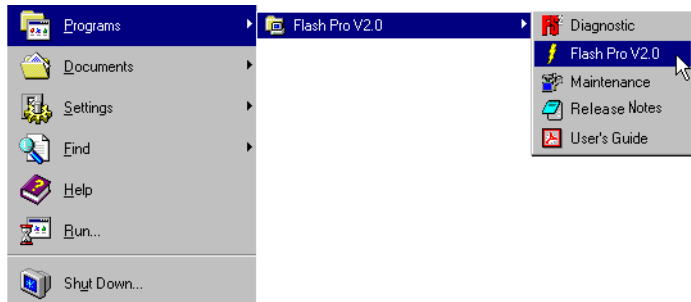 Programs
Documents
Settings
Find
Help
Run...
Shut Down...
Flash Pro V2.0
Diagnostic
Flash Pro V2.0
Maintenance
Release Notes
User's Guide